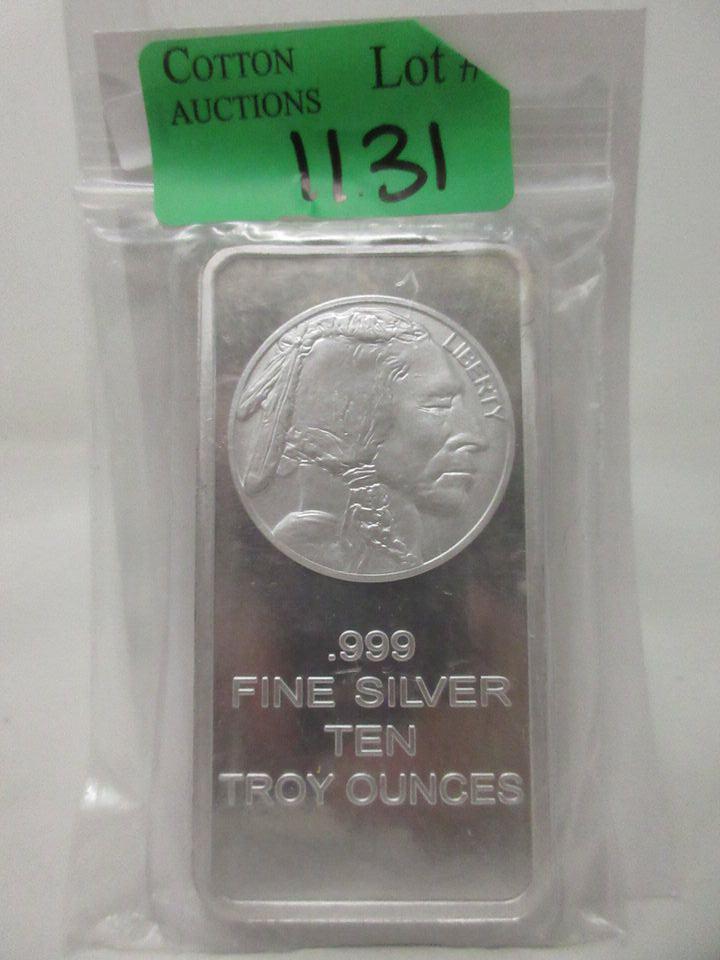 COTTON Lot #
AUCTIONS
1131
LIBERTY
.999
FINE SILVER
TEN
TROY OUNCES